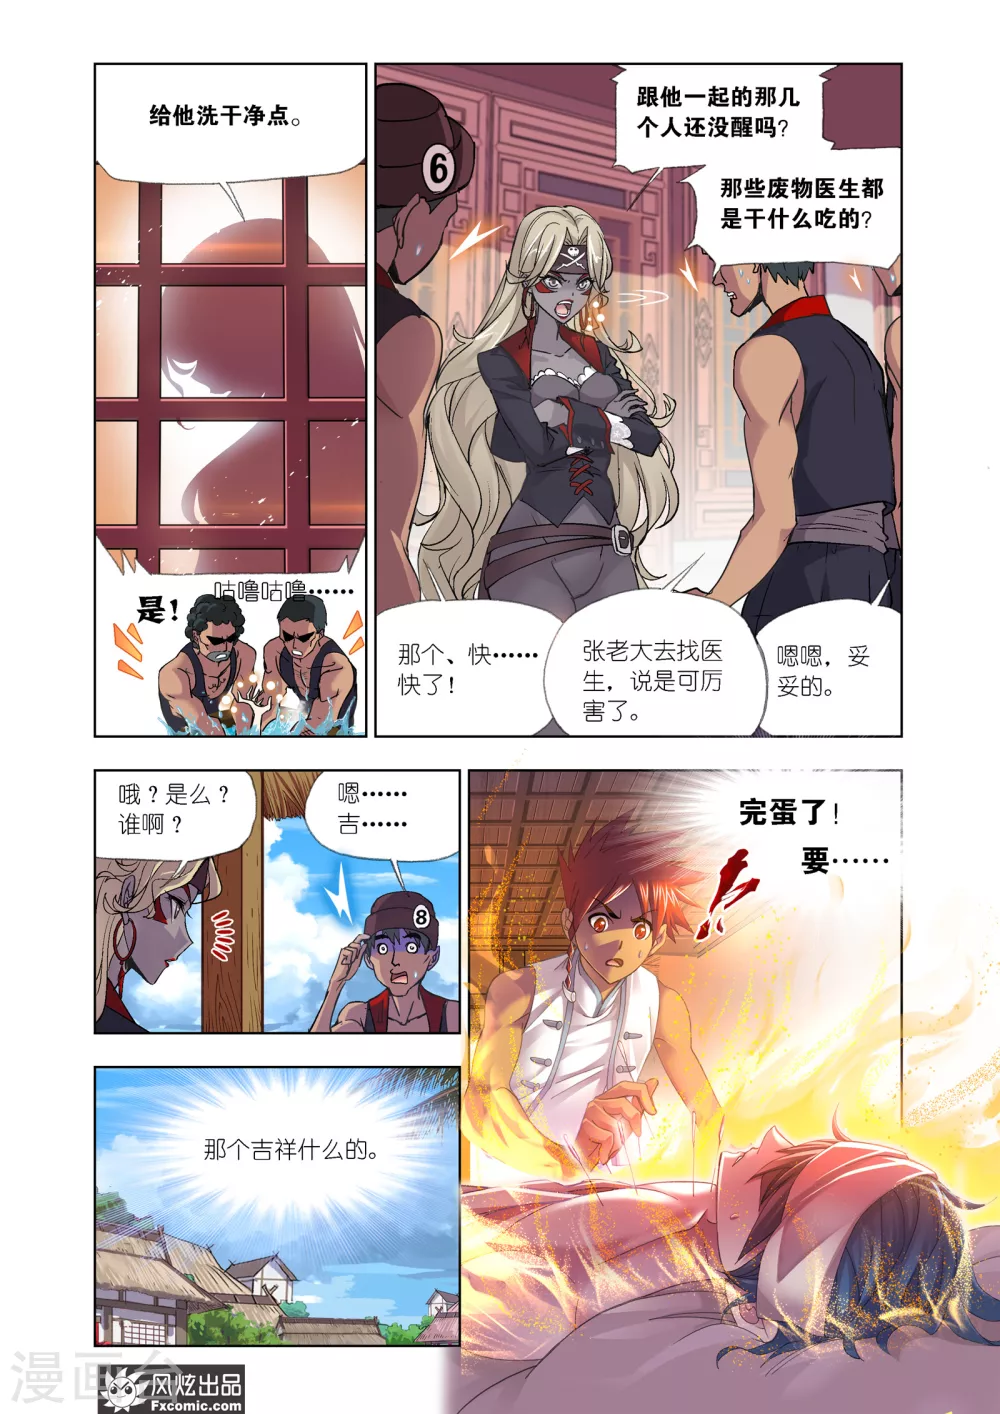 给他洗干净点。
咕噜咕噜……
是！
6
跟他一起的那几
个人还没醒吗？
那些废物医生都
是干什么吃的？
那个、快……
快了！
张老大去找医
生，说是可厉
害了。
嗯嗯，妥
妥的。
哦？是么？
谁啊？
嗯……
吉……
8
那个吉祥什么的。
完蛋了！
要……
漫画台
风炫出品
Fxcomic.com